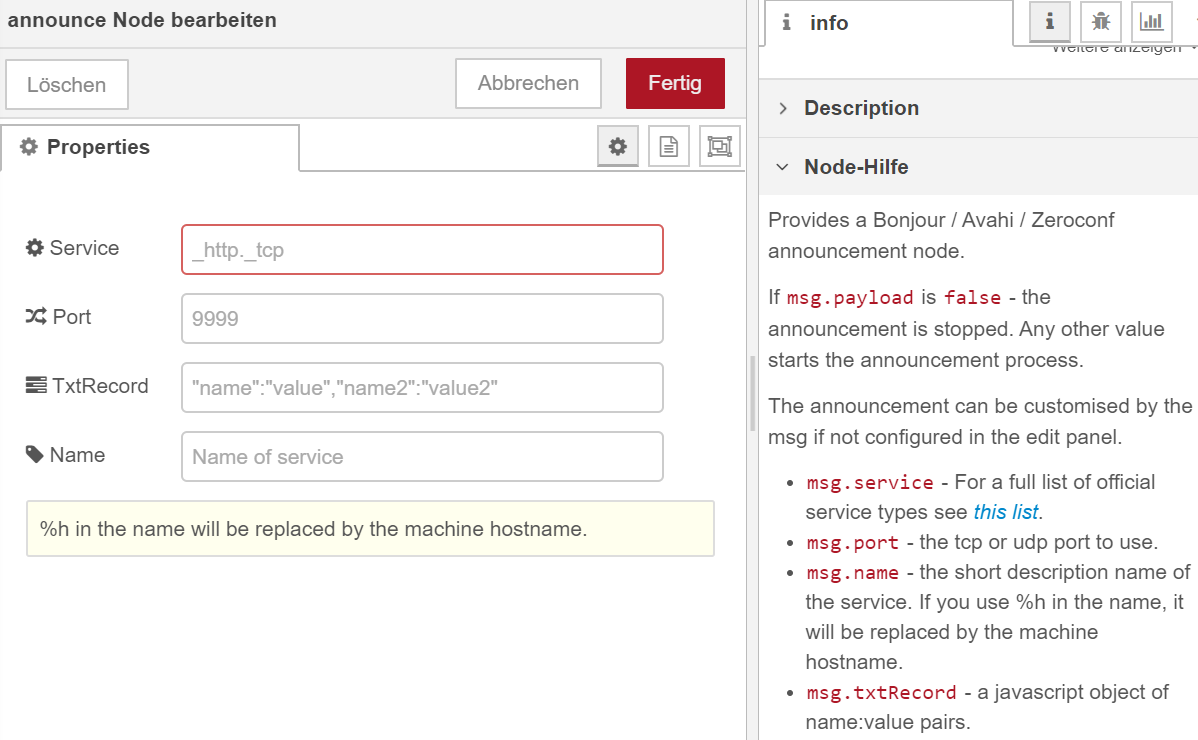 announce Node bearbeiten
Löschen
Abbrechen
Fertig
Properties
Service
_http._tcp
Port
9999
TxtRecord
"name":"value","name2":"value2"
Name
Name of service
%h in the name will be replaced by the machine hostname.
info
Weitere anzeigen
Description
Node-Hilfe
Provides a Bonjour / Avahi / Zeroconf
announcement node.
If msg.payload is false - the
announcement is stopped. Any other value
starts the announcement process.
The announcement can be customised by the
msg if not configured in the edit panel.
• msg.service - For a full list of official
service types see this list.
• msg.port - the tcp or udp port to use.
• msg.name - the short description name of
the service. If you use %h in the name, it
will be replaced by the machine
hostname.
• msg.txtRecord - a javascript object of
name:value pairs.